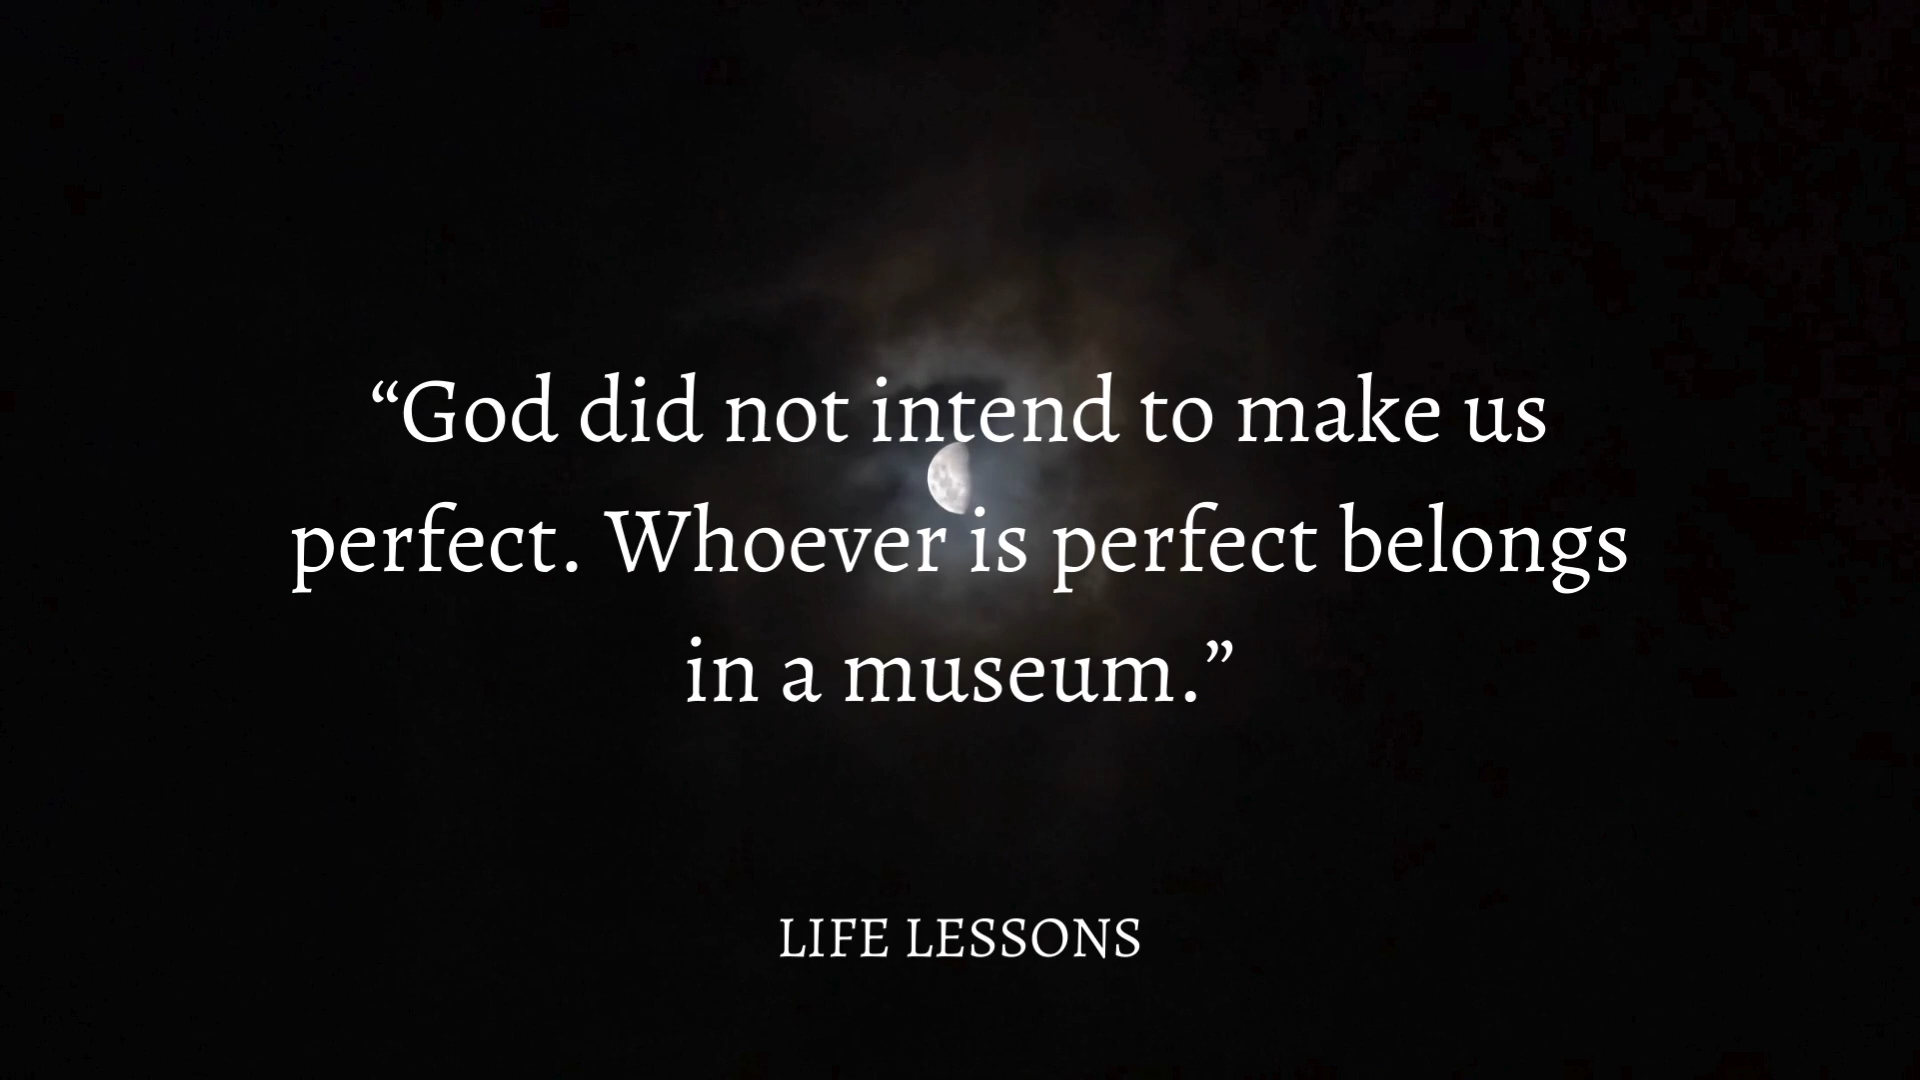 “God did not intend to make us
perfect. Whoever is perfect belongs
in a museum.”
LIFE LESSONS